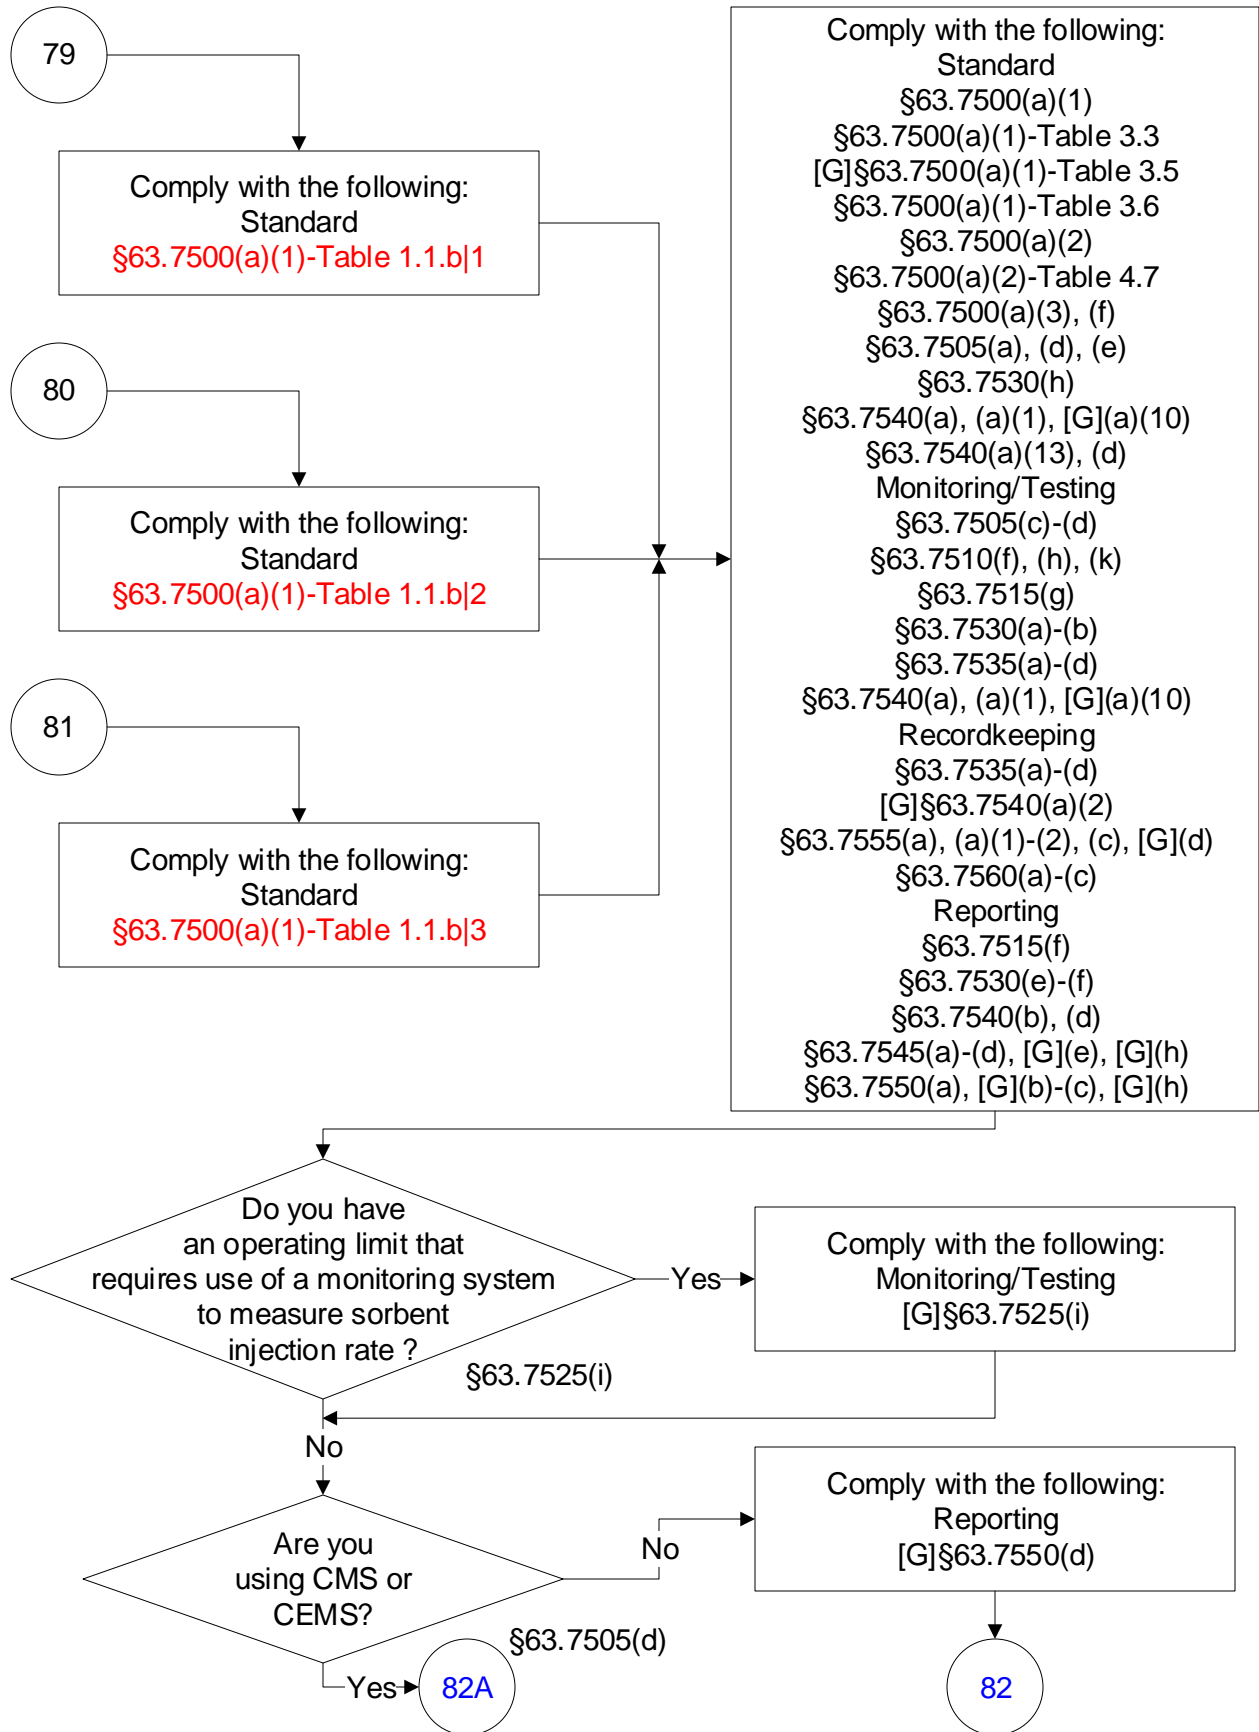 79
Comply with the following:
Standard
§63.7500(a)(1)-Table 1.1.b|1
80
Comply with the following:
Standard
§63.7500(a)(1)-Table 1.1.b|2
81
Comply with the following:
Standard
§63.7500(a)(1)-Table 1.1.b|3
Comply with the following:
Standard
§63.7500(a)(1)
§63.7500(a)(1)-Table 3.3
[G]§63.7500(a)(1)-Table 3.5
§63.7500(a)(1)-Table 3.6
§63.7500(a)(2)
§63.7500(a)(2)-Table 4.7
§63.7500(a)(3), (f)
§63.7505(a), (d), (e)
§63.7530(h)
§63.7540(a), (a)(1), [G](a)(10)
§63.7540(a)(13), (d)
Monitoring/Testing
§63.7505(c)-(d)
§63.7510(f), (h), (k)
§63.7515(g)
§63.7530(a)-(b)
§63.7535(a)-(d)
§63.7540(a), (a)(1), [G](a)(10)
Recordkeeping
§63.7535(a)-(d)
[G]§63.7540(a)(2)
§63.7555(a), (a)(1)-(2), (c), [G](d)
§63.7560(a)-(c)
Reporting
§63.7515(f)
§63.7530(e)-(f)
§63.7540(b), (d)
§63.7545(a)-(d), [G](e), [G](h)
§63.7550(a), [G](b)-(c), [G](h)
Do you have
an operating limit that
requires use of a monitoring system
to measure sorbent
injection rate ?
§63.7525(i)
Yes
Comply with the following:
Monitoring/Testing
[G]§63.7525(i)
No
Are you
using CMS or
CEMS?
§63.7505(d)
No
Comply with the following:
Reporting
[G]§63.7550(d)
Yes
82A
82